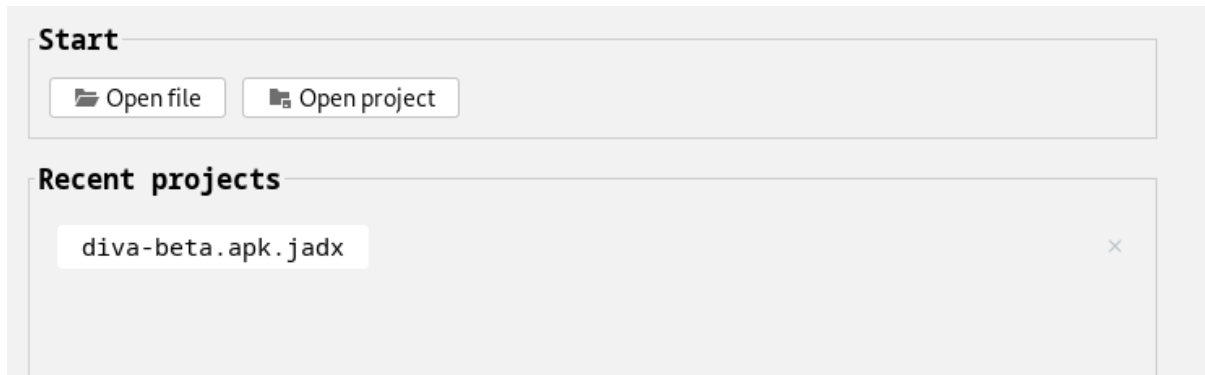 Start
Open file Open project
Recent projects
diva-beta.apk.jadx